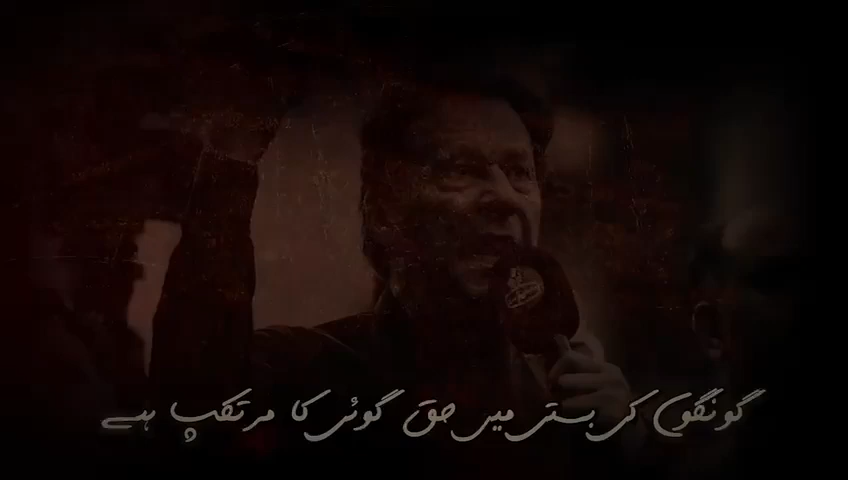 گونگوں کی بستی میں حق گوئی کا مرتکب ہے